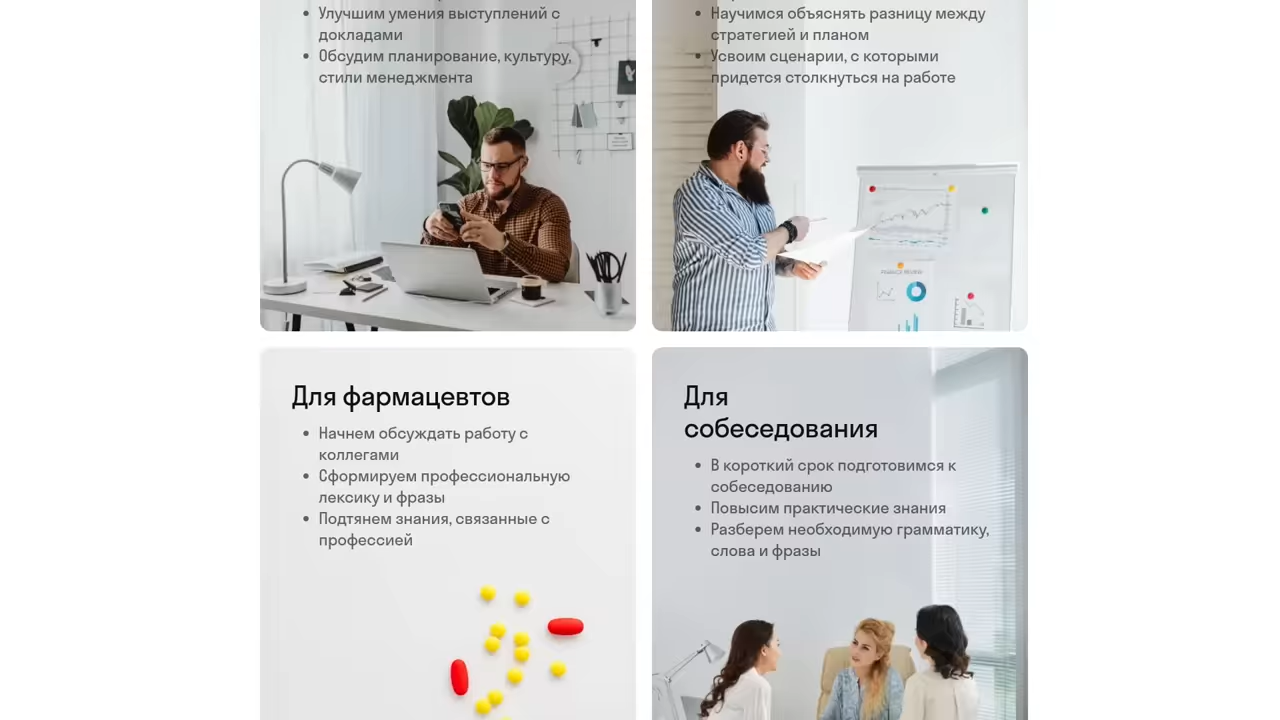 Улучшим умения выступлений с
докладами
Обсудим планирование, культуру,
стили менеджмента
Научимся объяснять разницу между
стратегией и планом
Усвоим сценарии, с которыми
придется столкнуться на работе
Для фармацевтов
Начнем обсуждать работу с
коллегами
Сформируем профессиональную
лексику и фразы
Подтянем знания, связанные с
профессией
Для
собеседования
В короткий срок подготовимся к
собеседованию
Повысим практические знания
Разберем необходимую грамматику,
слова и фразы